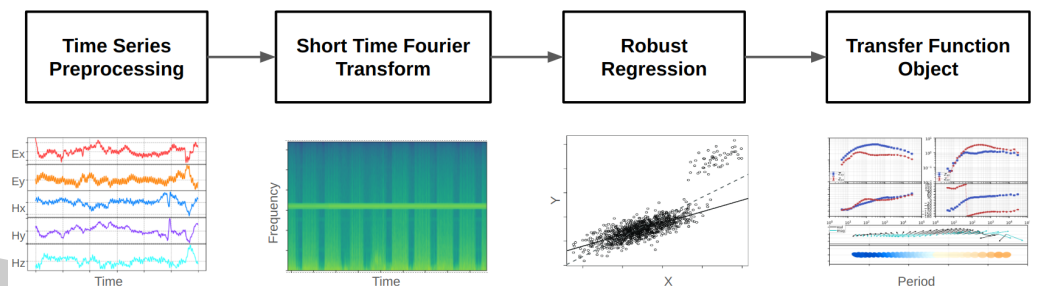 Time Series
Preprocessing
Short Time Fourier
Transform
Robust
Regression
Transfer Function
Object
Ex
Ey
Hx
Hy
Hz
Time
Frequency
Time
Y
X
Period